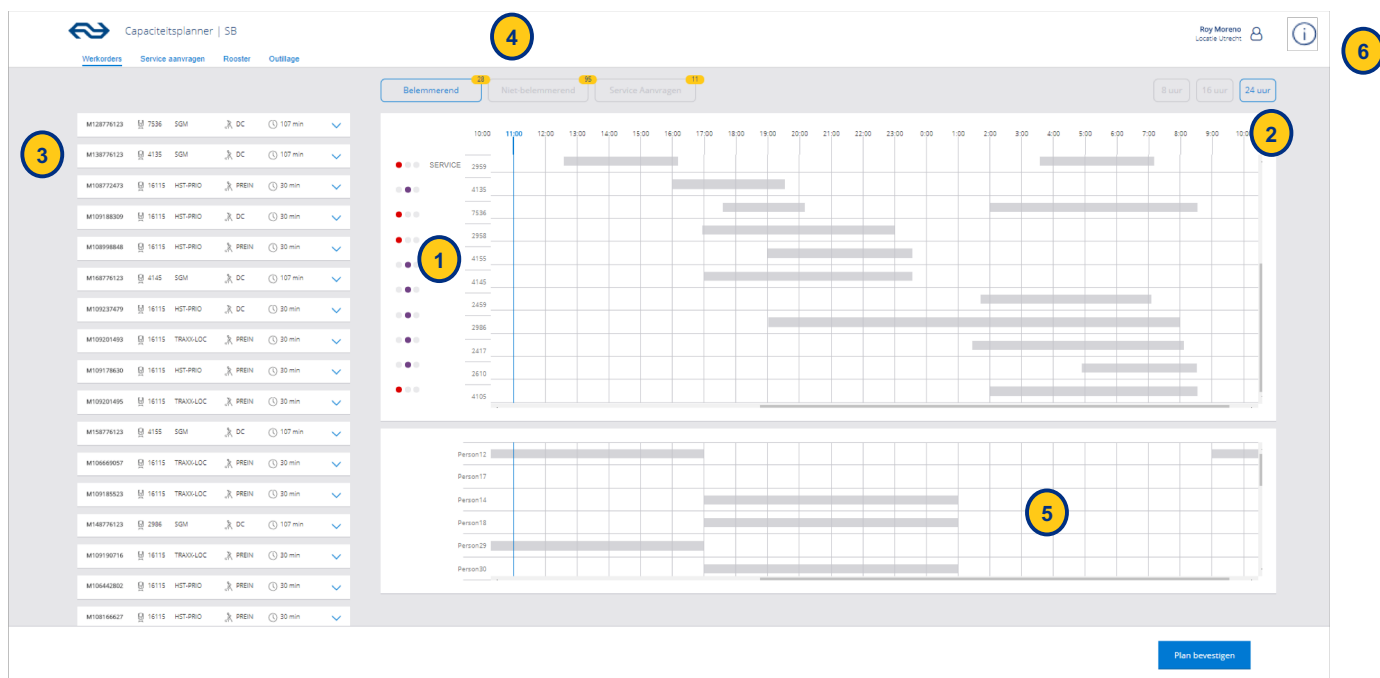 Capaciteitsplanner | SB
4
Roy Moreno
Locatie Utrecht
6
Werkorders Service aanvragen Rooster Outillage
28 95 11
Belemmerend Niet-belemmerend Service Aanvragen 8 uur 16 uur 24 uur
3
M128776123 7536 SGM DC 107 min
M138776123 4135 SGM DC 107 min
M108772473 16115 HST-PRIO PREIN 30 min
M109188309 16115 HST-PRIO DC 30 min
M108998848 16115 HST-PRIO PREIN 30 min
M168776123 4145 SGM DC 107 min
M109237479 16115 HST-PRIO DC 30 min
M109201493 16115 TRAXX-LOC PREIN 30 min
M109178630 16115 HST-PRIO PREIN 30 min
M109201495 16115 TRAXX-LOC PREIN 30 min
M158776123 4155 SGM DC 107 min
M106669057 16115 TRAXX-LOC PREIN 30 min
M109185523 16115 TRAXX-LOC PREIN 30 min
M148776123 2986 SGM DC 107 min
M109190716 16115 TRAXX-LOC PREIN 30 min
M106442802 16115 HST-PRIO PREIN 30 min
M108166627 16115 HST-PRIO PREIN 30 min
10:00 11:00 12:00 13:00 14:00 15:00 16:00 17:00 18:00 19:00 20:00 21:00 22:00 23:00 0:00 1:00 2:00 3:00 4:00 5:00 6:00 7:00 8:00 9:00 10:00
2
SERVICE 2959
4135
7536
2958
1
4155
4145
2459
2986
2417
2610
4105
Person12
Person17
Person14
5
Person18
Person29
Person30
Plan bevestigen